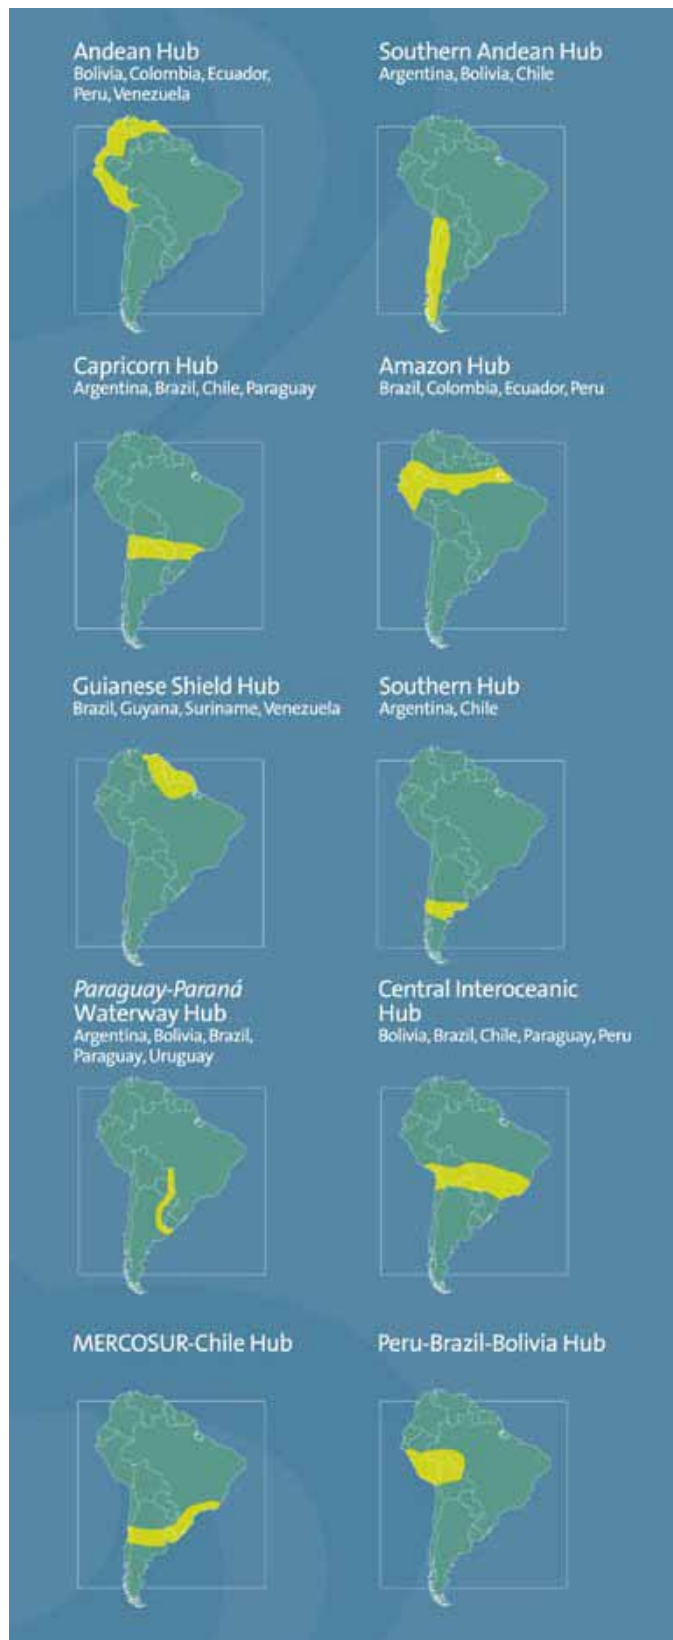 Andean Hub
Bolivia, Colombia, Ecuador,
Peru, Venezuela
Southern Andean Hub
Argentina, Bolivia, Chile
Capricorn Hub
Argentina, Brazil, Chile, Paraguay
Amazon Hub
Brazil, Colombia, Ecuador, Peru
Guianese Shield Hub
Brazil, Guyana, Suriname, Venezuela
Southern Hub
Argentina, Chile
Paraguay-Paraná
Waterway Hub
Argentina, Bolivia, Brazil,
Paraguay, Uruguay
Central Interoceanic
Hub
Bolivia, Brazil, Chile, Paraguay, Peru
MERCOSUR-Chile Hub
Peru-Brazil-Bolivia Hub